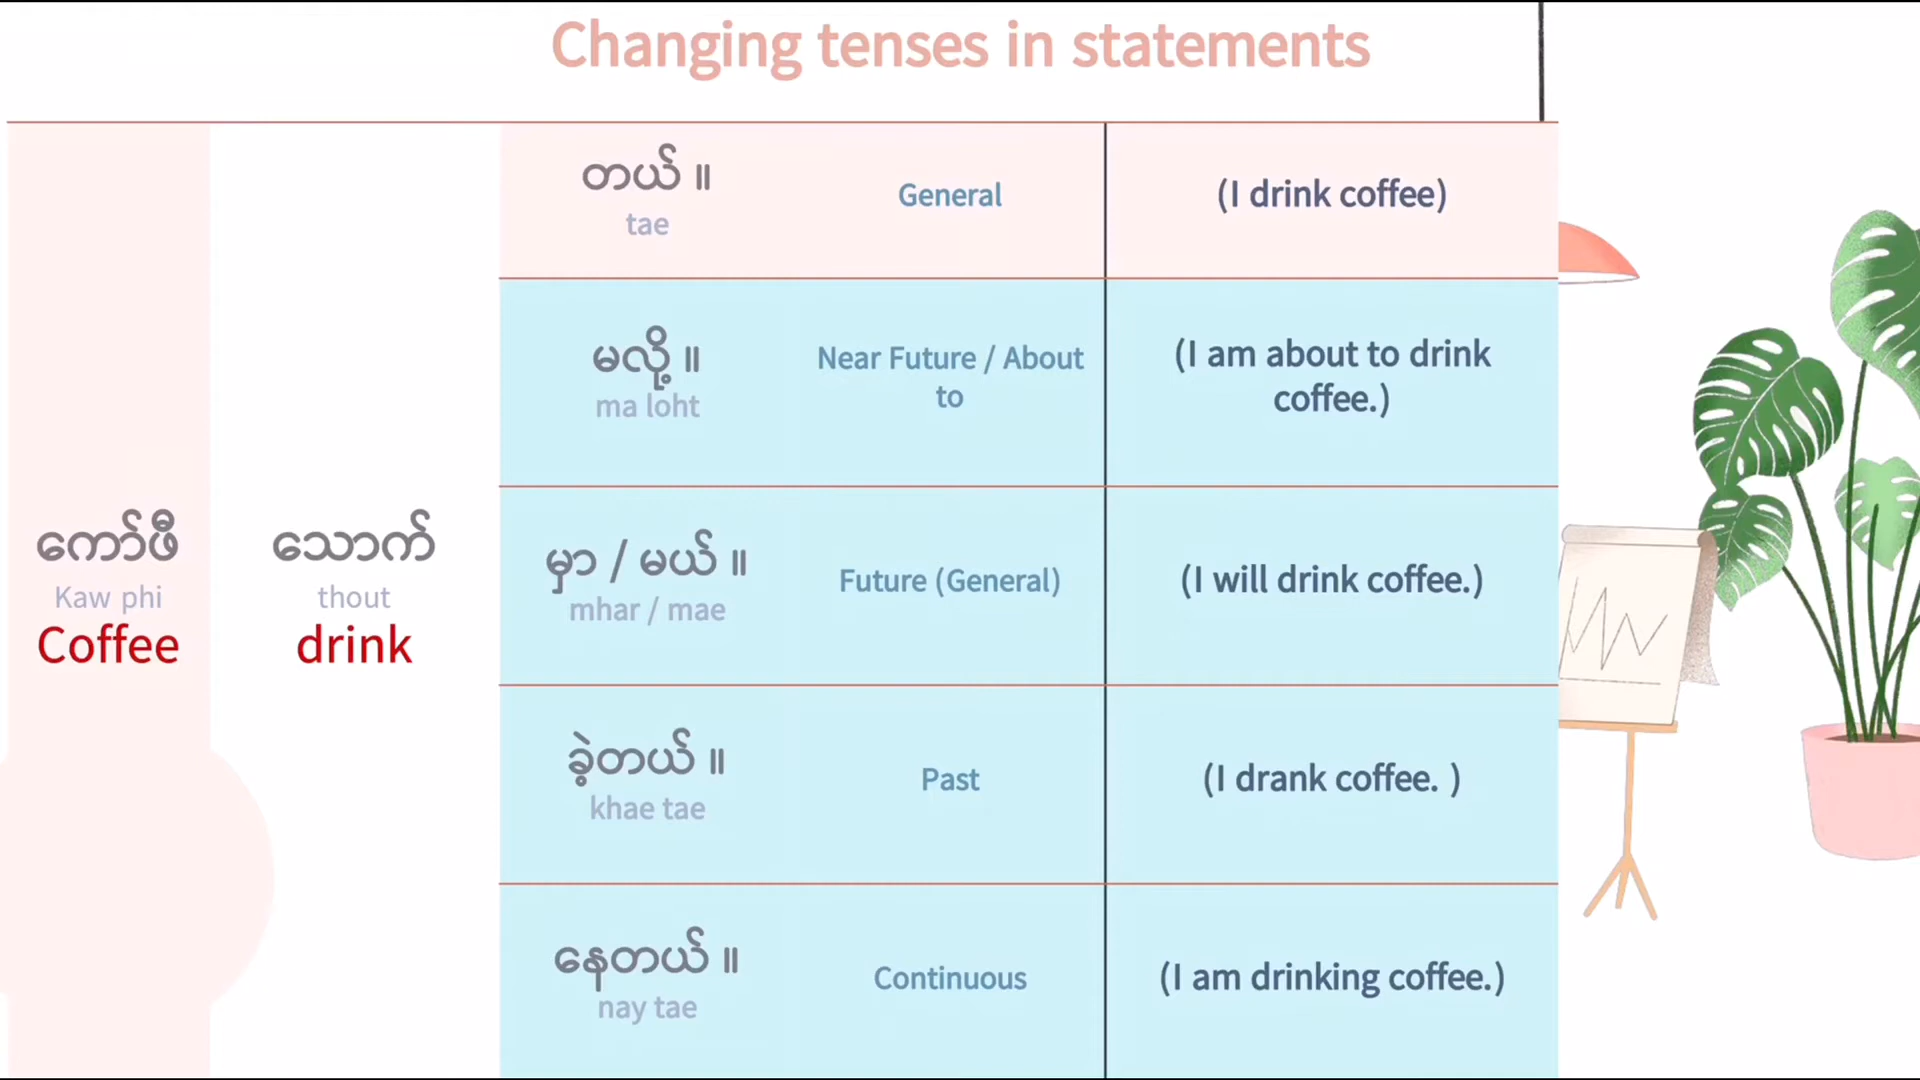 Changing tenses in statements
ကော်ဖီ
Kaw phi
Coffee
သောက်
thout
drink
တယ် ။
tae
General
(I drink coffee)
မလို့ ။
ma loht
Near Future / About
to
(I am about to drink
coffee.)
မှာ / မယ် ။
mhar / mae
Future (General)
(I will drink coffee.)
ခဲ့တယ် ။
khae tae
Past
(I drank coffee. )
နေတယ် ။
nay tae
Continuous
(I am drinking coffee.)